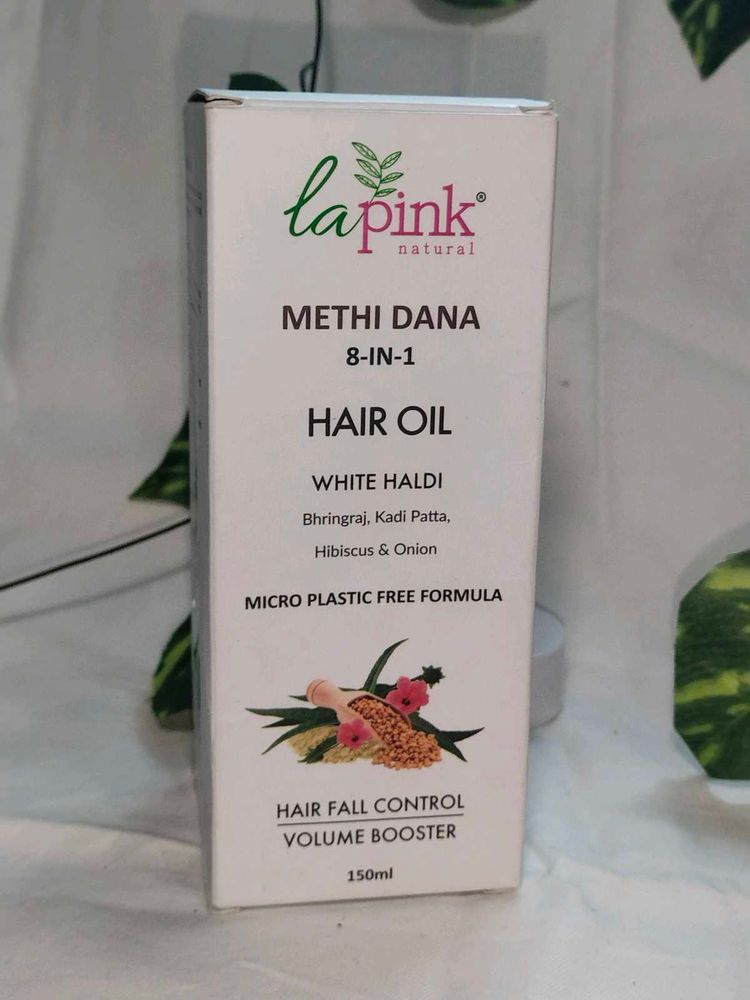 la pink®
natural
METHI DANA
8-IN-1
HAIR OIL
WHITE HALDI
Bhringraj, Kadi Patta,
Hibiscus & Onion
MICRO PLASTIC FREE FORMULA
HAIR FALL CONTROL
VOLUME BOOSTER
150ml